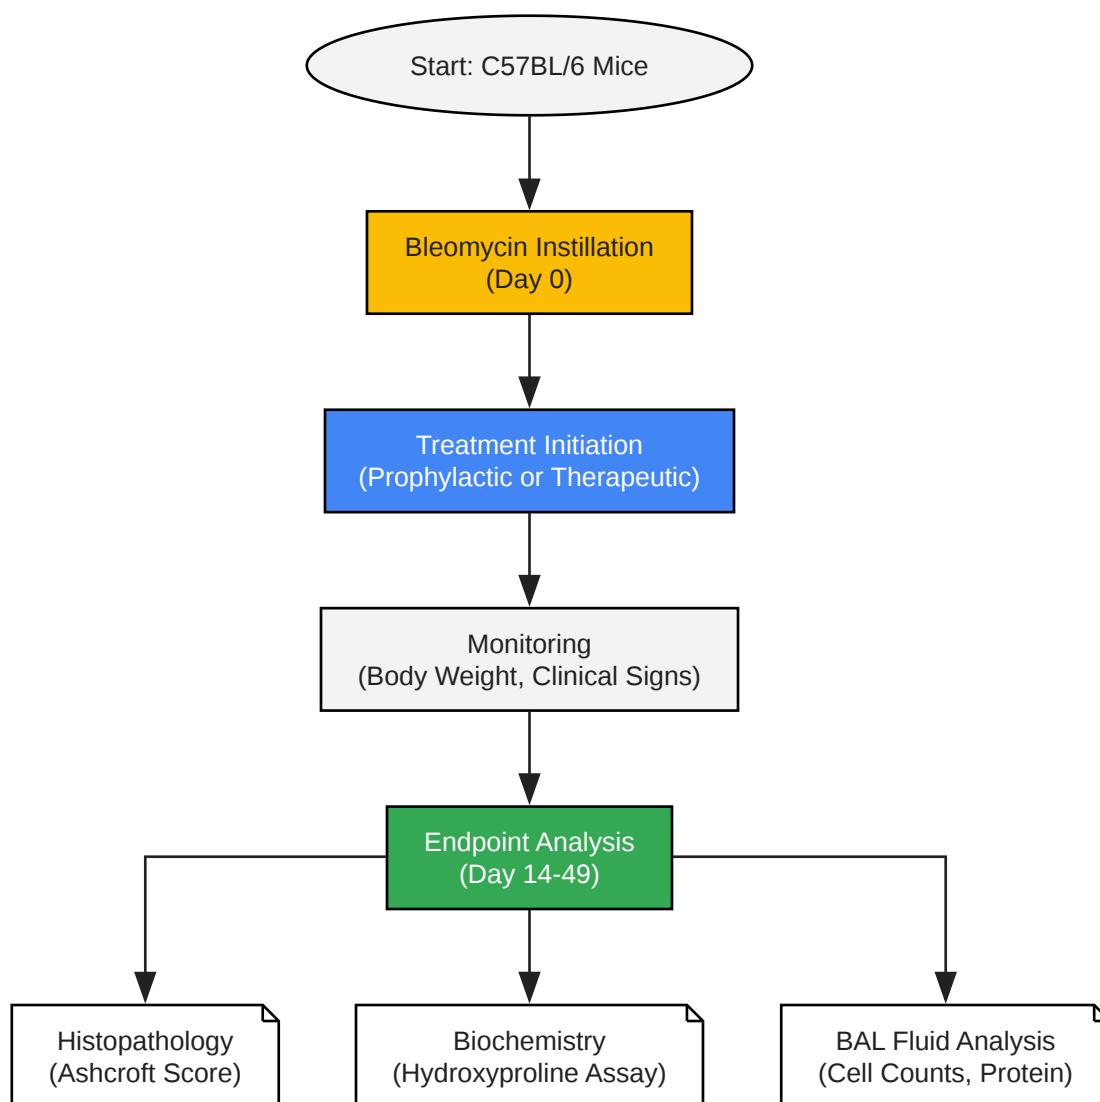 Start: C57BL/6 Mice
Bleomycin Instillation
(Day 0)
Treatment Initiation
(Prophylactic or Therapeutic)
Monitoring
(Body Weight, Clinical Signs)
Endpoint Analysis
(Day 14-49)
Histopathology
(Ashcroft Score)
Biochemistry
(Hydroxyproline Assay)
BAL Fluid Analysis
(Cell Counts, Protein)